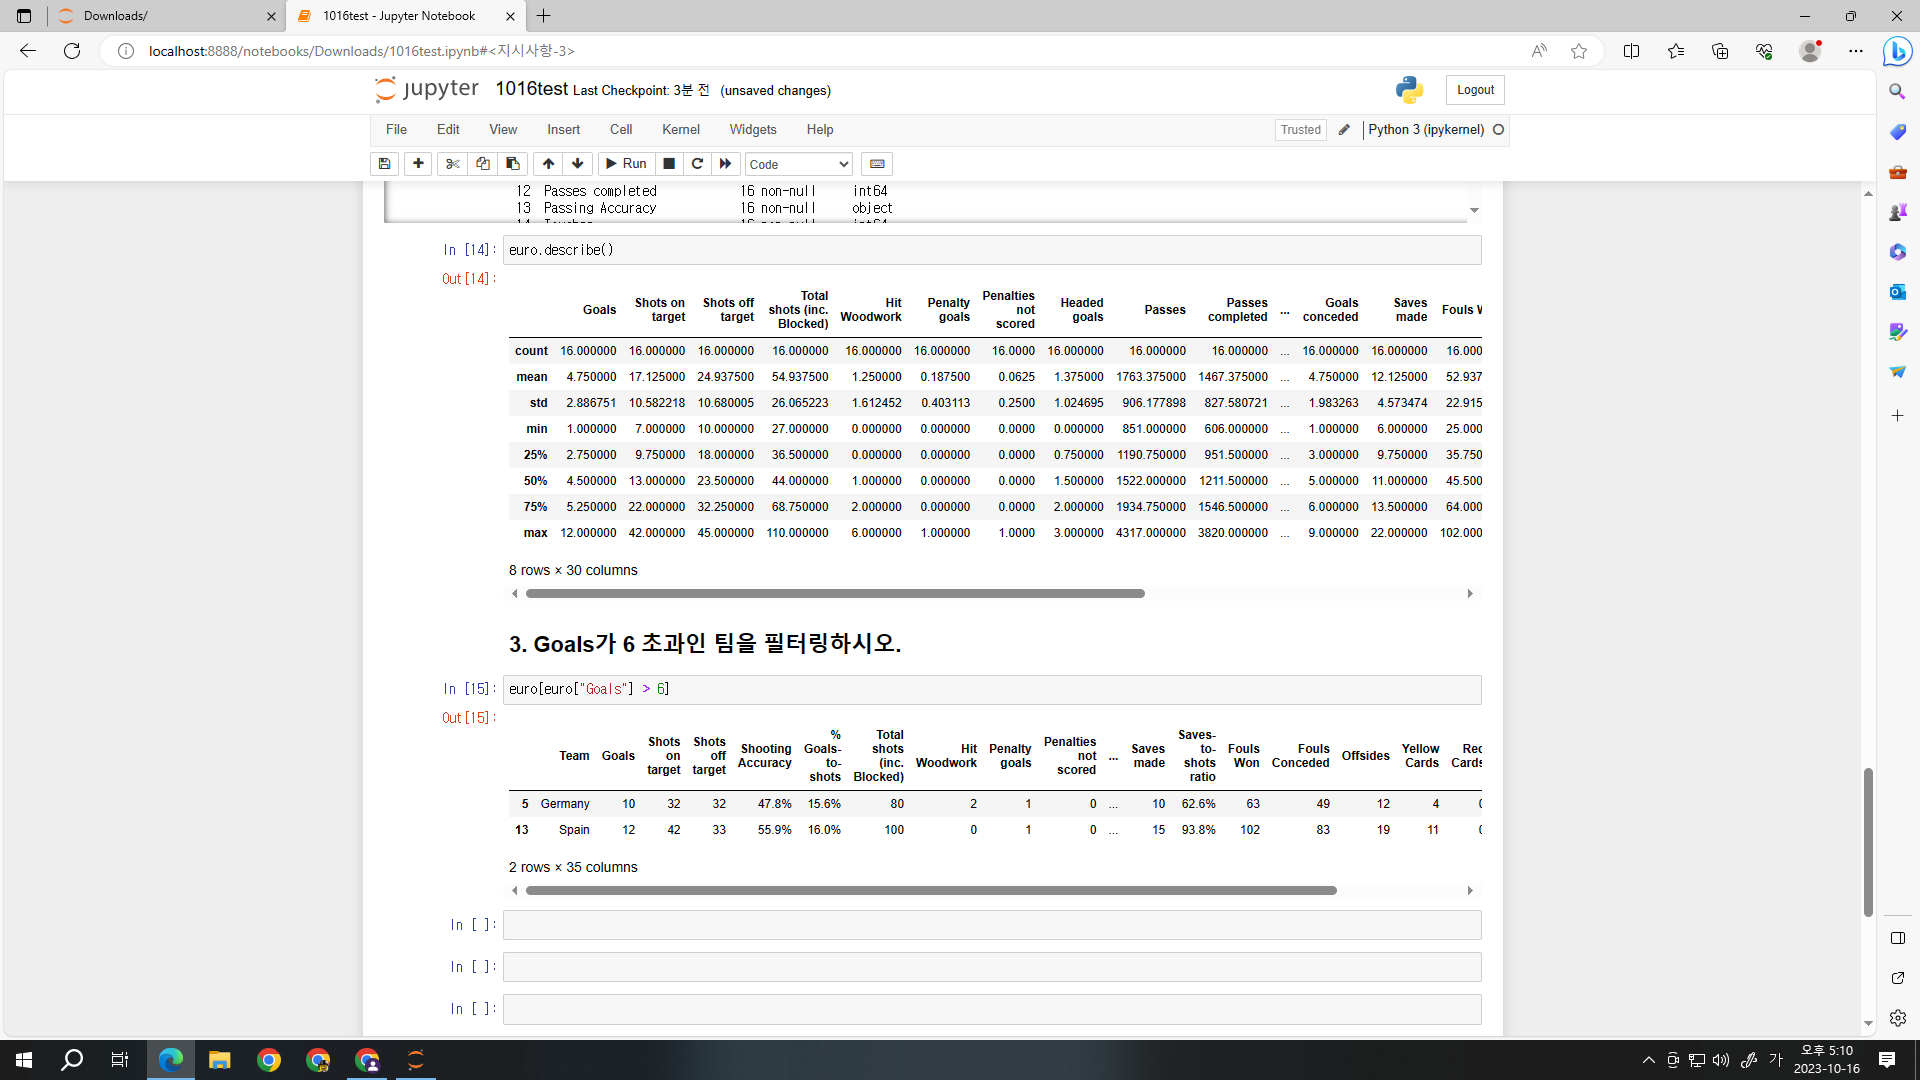 Downloads/
1016test - Jupyter Notebook
localhost:8888/notebooks/Downloads/1016test.ipynb#<지시사항-3>
jupyter 1016test Last Checkpoint: 3분 전 (unsaved changes)
Logout
File Edit View Insert Cell Kernel Widgets Help
Trusted Python 3 (ipykernel)
Run Code
12 Passes completed 16 non-null int64
13 Passing Accuracy 16 non-null object
In [14]: euro.describe()
Out[14]:
Goals Shots on target Shots off target Total shots (inc. Blocked) Hit Woodwork Penalty goals Penalties not scored Headed goals Passes Passes completed ... Goals conceded Saves made Fouls W
count 16.000000 16.000000 16.000000 16.000000 16.000000 16.000000 16.0000 16.000000 16.000000 16.000000 ... 16.000000 16.000000 16.000
mean 4.750000 17.125000 24.937500 54.937500 1.250000 0.187500 0.0625 1.375000 1763.375000 1467.375000 ... 4.750000 12.125000 52.937
std 2.886751 10.582218 10.680005 26.065223 1.612452 0.403113 0.2500 1.024695 906.177898 827.580721 ... 1.983263 4.573474 22.915
min 1.000000 7.000000 10.000000 27.000000 0.000000 0.000000 0.0000 0.000000 851.000000 606.000000 ... 1.000000 6.000000 25.000
25% 2.750000 9.750000 18.000000 36.500000 0.000000 0.000000 0.0000 0.750000 1190.750000 951.500000 ... 3.000000 9.750000 35.750
50% 4.500000 13.000000 23.500000 44.000000 1.000000 0.000000 0.0000 1.500000 1522.000000 1211.500000 ... 5.000000 11.000000 45.500
75% 5.250000 22.000000 32.250000 68.750000 2.000000 0.000000 0.0000 2.000000 1934.750000 1546.500000 ... 6.000000 13.500000 64.000
max 12.000000 42.000000 45.000000 110.000000 6.000000 1.000000 1.0000 3.000000 4317.000000 3820.000000 ... 9.000000 22.000000 102.000
8 rows × 30 columns
3. Goals가 6 초과인 팀을 필터링하시오.
In [15]: euro[euro["Goals"] > 6]
Out[15]:
Team Goals Shots on target Shots off target Shooting Accuracy % Goals-to-shots Total shots (inc. Blocked) Hit Woodwork Penalty goals Penalties not scored ... Saves made Saves-to-shots ratio Fouls Won Fouls Conceded Offsides Yellow Cards Red Cards
5 Germany 10 32 32 47.8% 15.6% 80 2 1 0 ... 10 62.6% 63 49 12 4
13 Spain 12 42 33 55.9% 16.0% 100 0 1 0 ... 15 93.8% 102 83 19 11
2 rows × 35 columns
In [ ]:
In [ ]:
In [ ]:
가
오후 5:10
2023-10-16